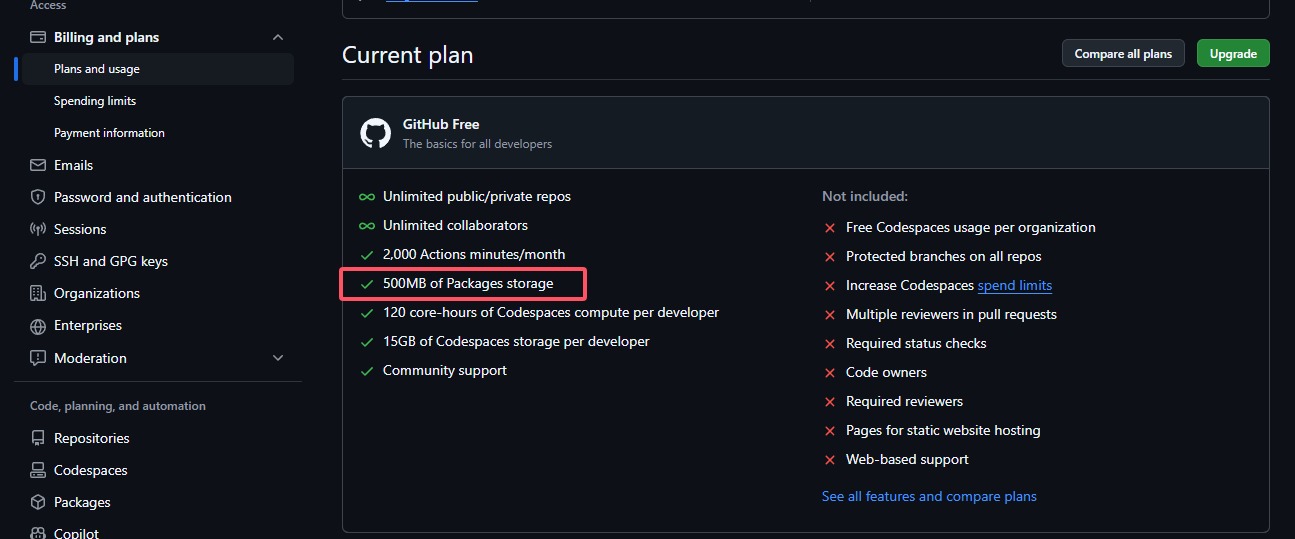 Access
Billing and plans
Plans and usage
Spending limits
Payment information
Emails
Password and authentication
Sessions
SSH and GPG keys
Organizations
Enterprises
Moderation
Code, planning, and automation
Repositories
Codespaces
Packages
Copilot
Current plan
Compare all plans
Upgrade
GitHub Free
The basics for all developers
Unlimited public/private repos
Unlimited collaborators
2,000 Actions minutes/month
500MB of Packages storage
120 core-hours of Codespaces compute per developer
15GB of Codespaces storage per developer
Community support
Not included:
Free Codespaces usage per organization
Protected branches on all repos
Increase Codespaces spend limits
Multiple reviewers in pull requests
Required status checks
Code owners
Required reviewers
Pages for static website hosting
Web-based support
See all features and compare plans